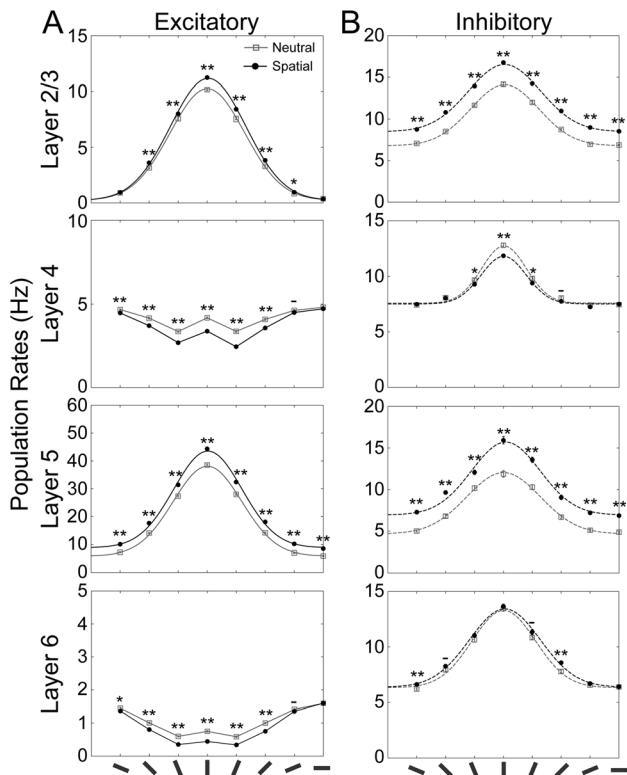 A Excitatory B Inhibitory
Neutral
Spatial
Population Rates (Hz)
Layer 2/3
15
10
5
0
** ** ** ** ** ** *
20
15
10
5
0
** ** ** ** ** ** ** ** **
Layer 4
10
5
0
** ** ** ** ** ** -
15
10
5
0
* ** * -
Layer 5
60
50
40
30
20
10
0
** ** ** ** ** ** ** **
20
15
10
5
0
** ** ** ** ** ** ** **
Layer 6
5
4
3
2
1
0
* ** ** ** ** ** -
15
10
5
0
** - - **